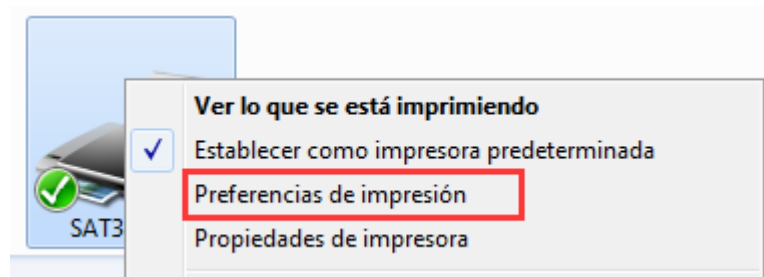 Ver lo que se está imprimiendo
Establecer como impresora predeterminada
Preferencias de impresión
SAT3
Propiedades de impresora